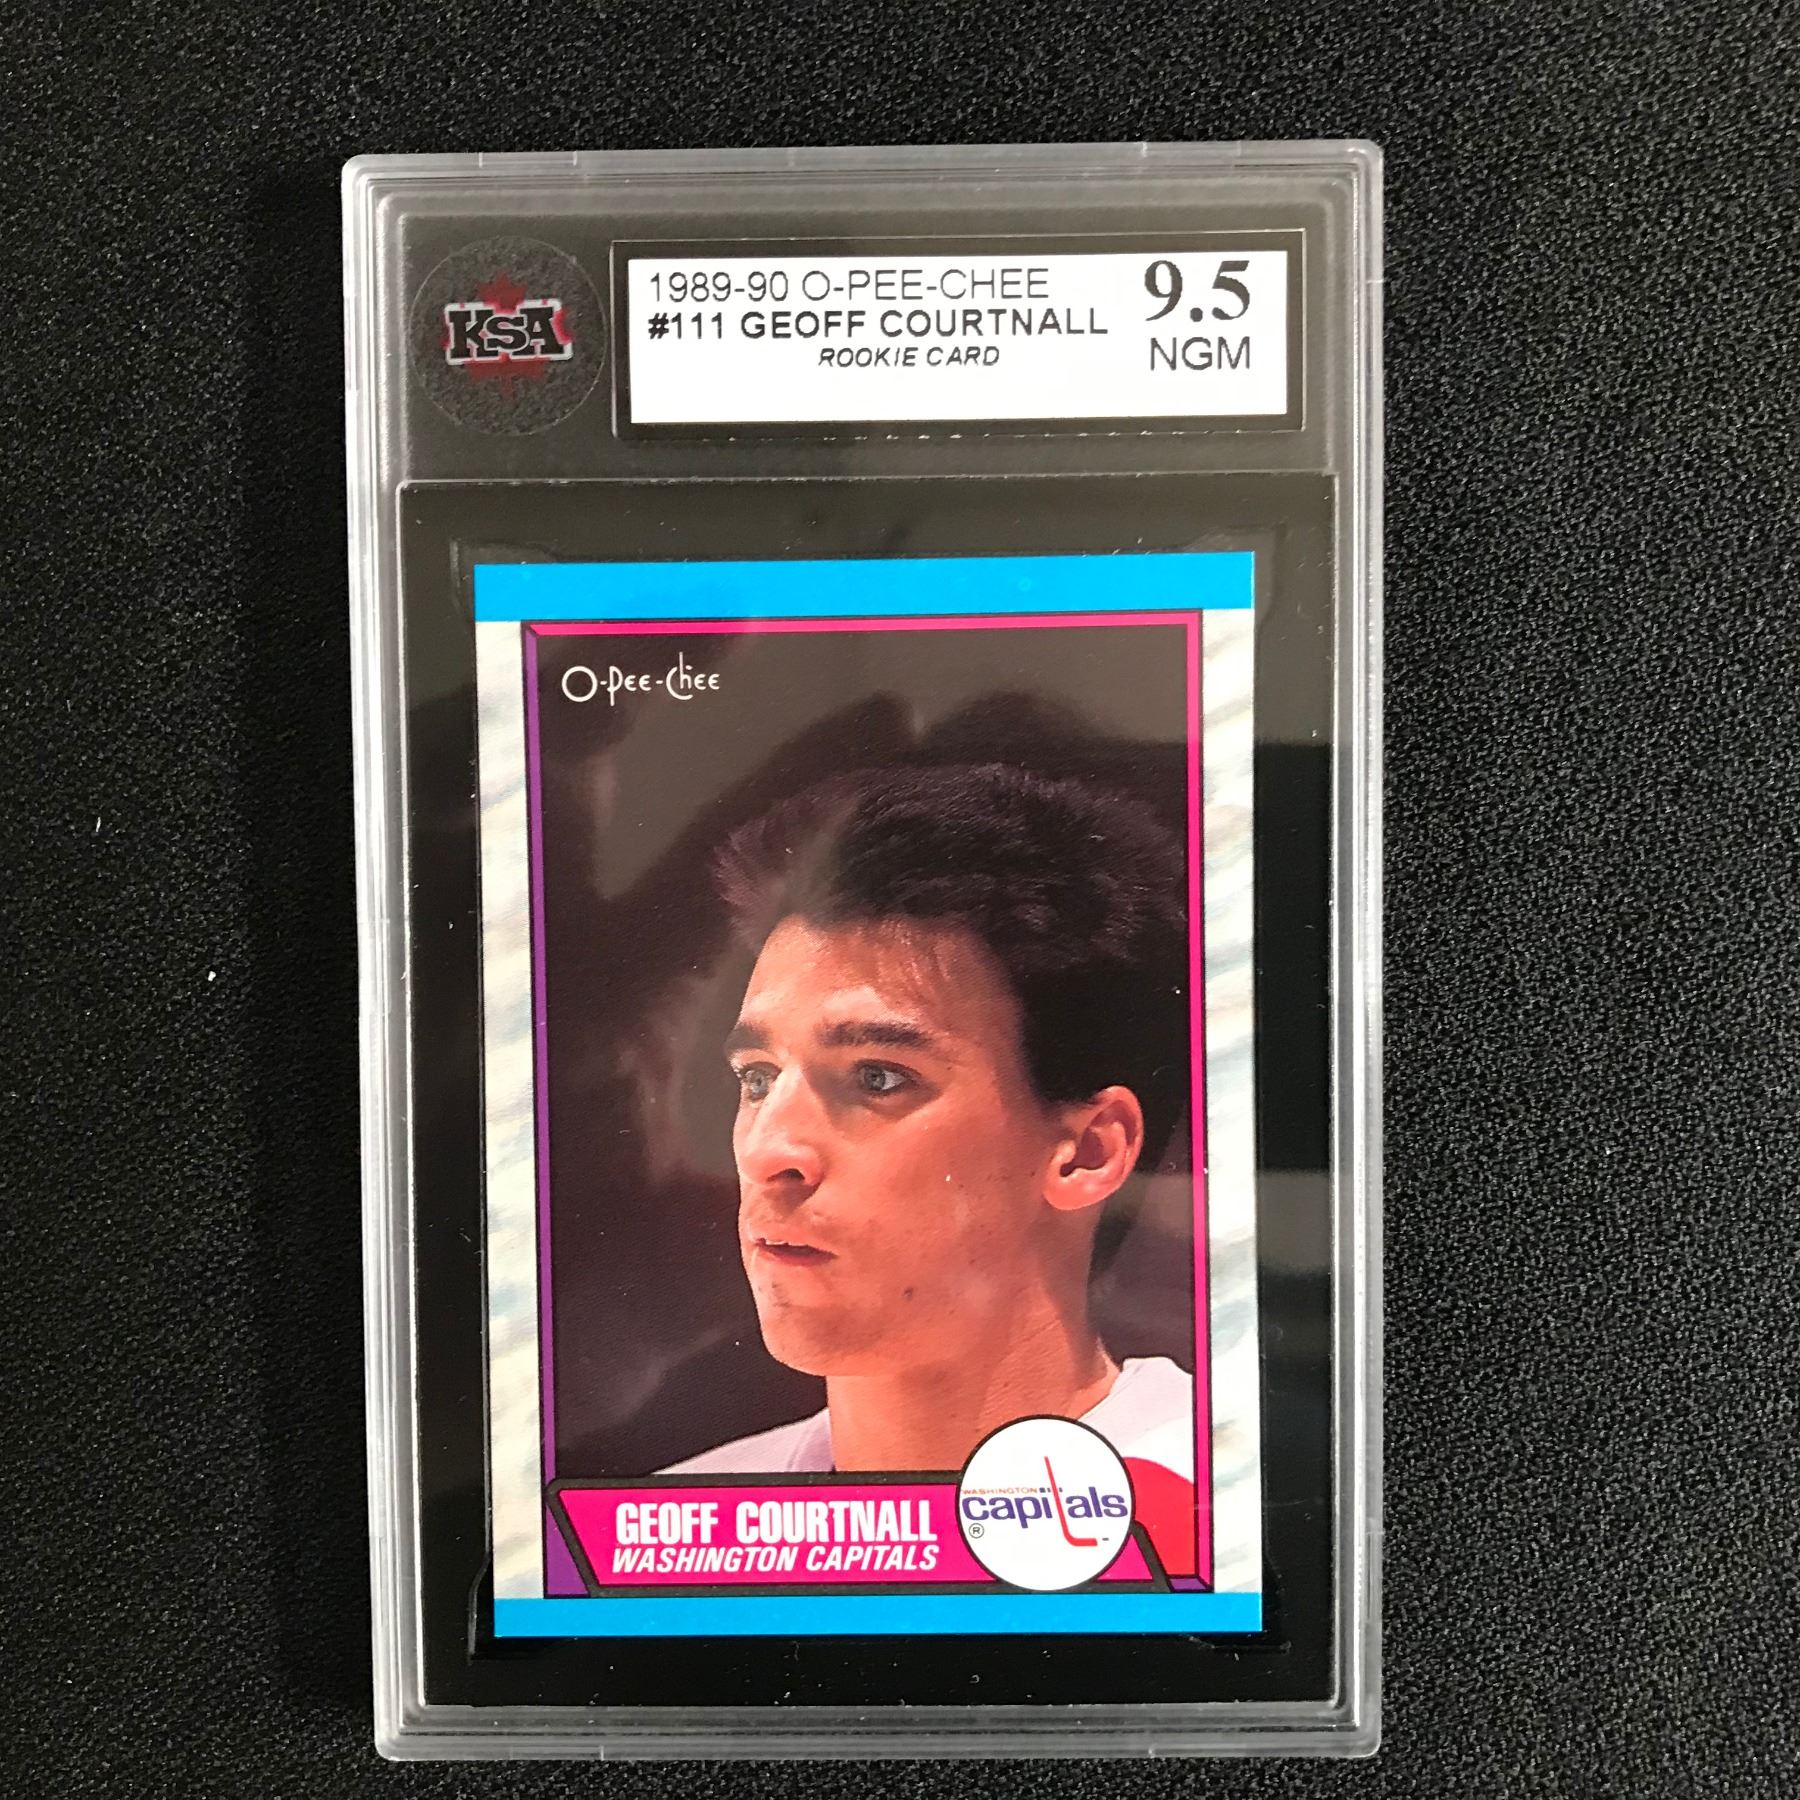 KSA
1989-90 O-PEE-CHEE 9.5
#111 GEOFF COURTNALL
ROOKIE CARD NGM
O-Pee-Chee
WASHINGTON
capitals
®
GEOFF COURTNALL
WASHINGTON CAPITALS